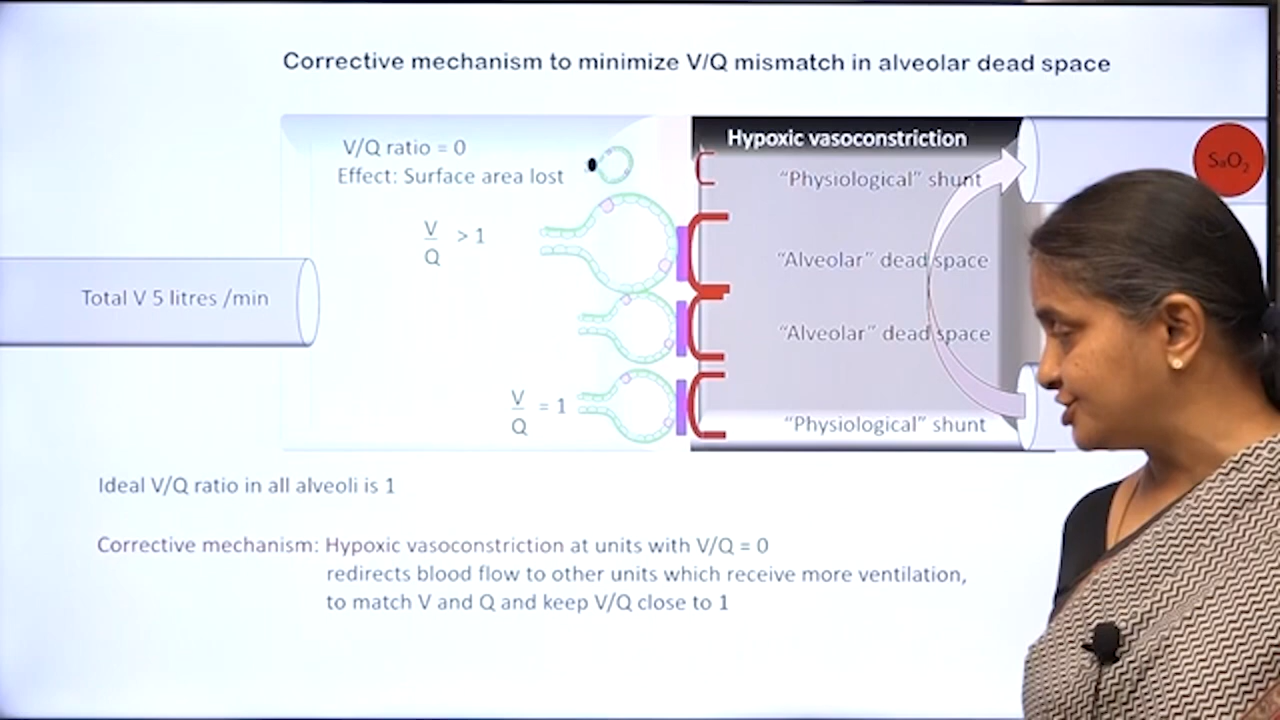 Corrective mechanism to minimize V/Q mismatch in alveolar dead space
V/Q ratio = 0
Effect: Surface area lost
Hypoxic vasoconstriction
"Physiological" shunt
SaO₂
V
Q
> 1
"Alveolar" dead space
Total V 5 litres /min
"Alveolar" dead space
V
Q
= 1
"Physiological" shunt
Ideal V/Q ratio in all alveoli is 1
Corrective mechanism: Hypoxic vasoconstriction at units with V/Q = 0
redirects blood flow to other units which receive more ventilation,
to match V and Q and keep V/Q close to 1